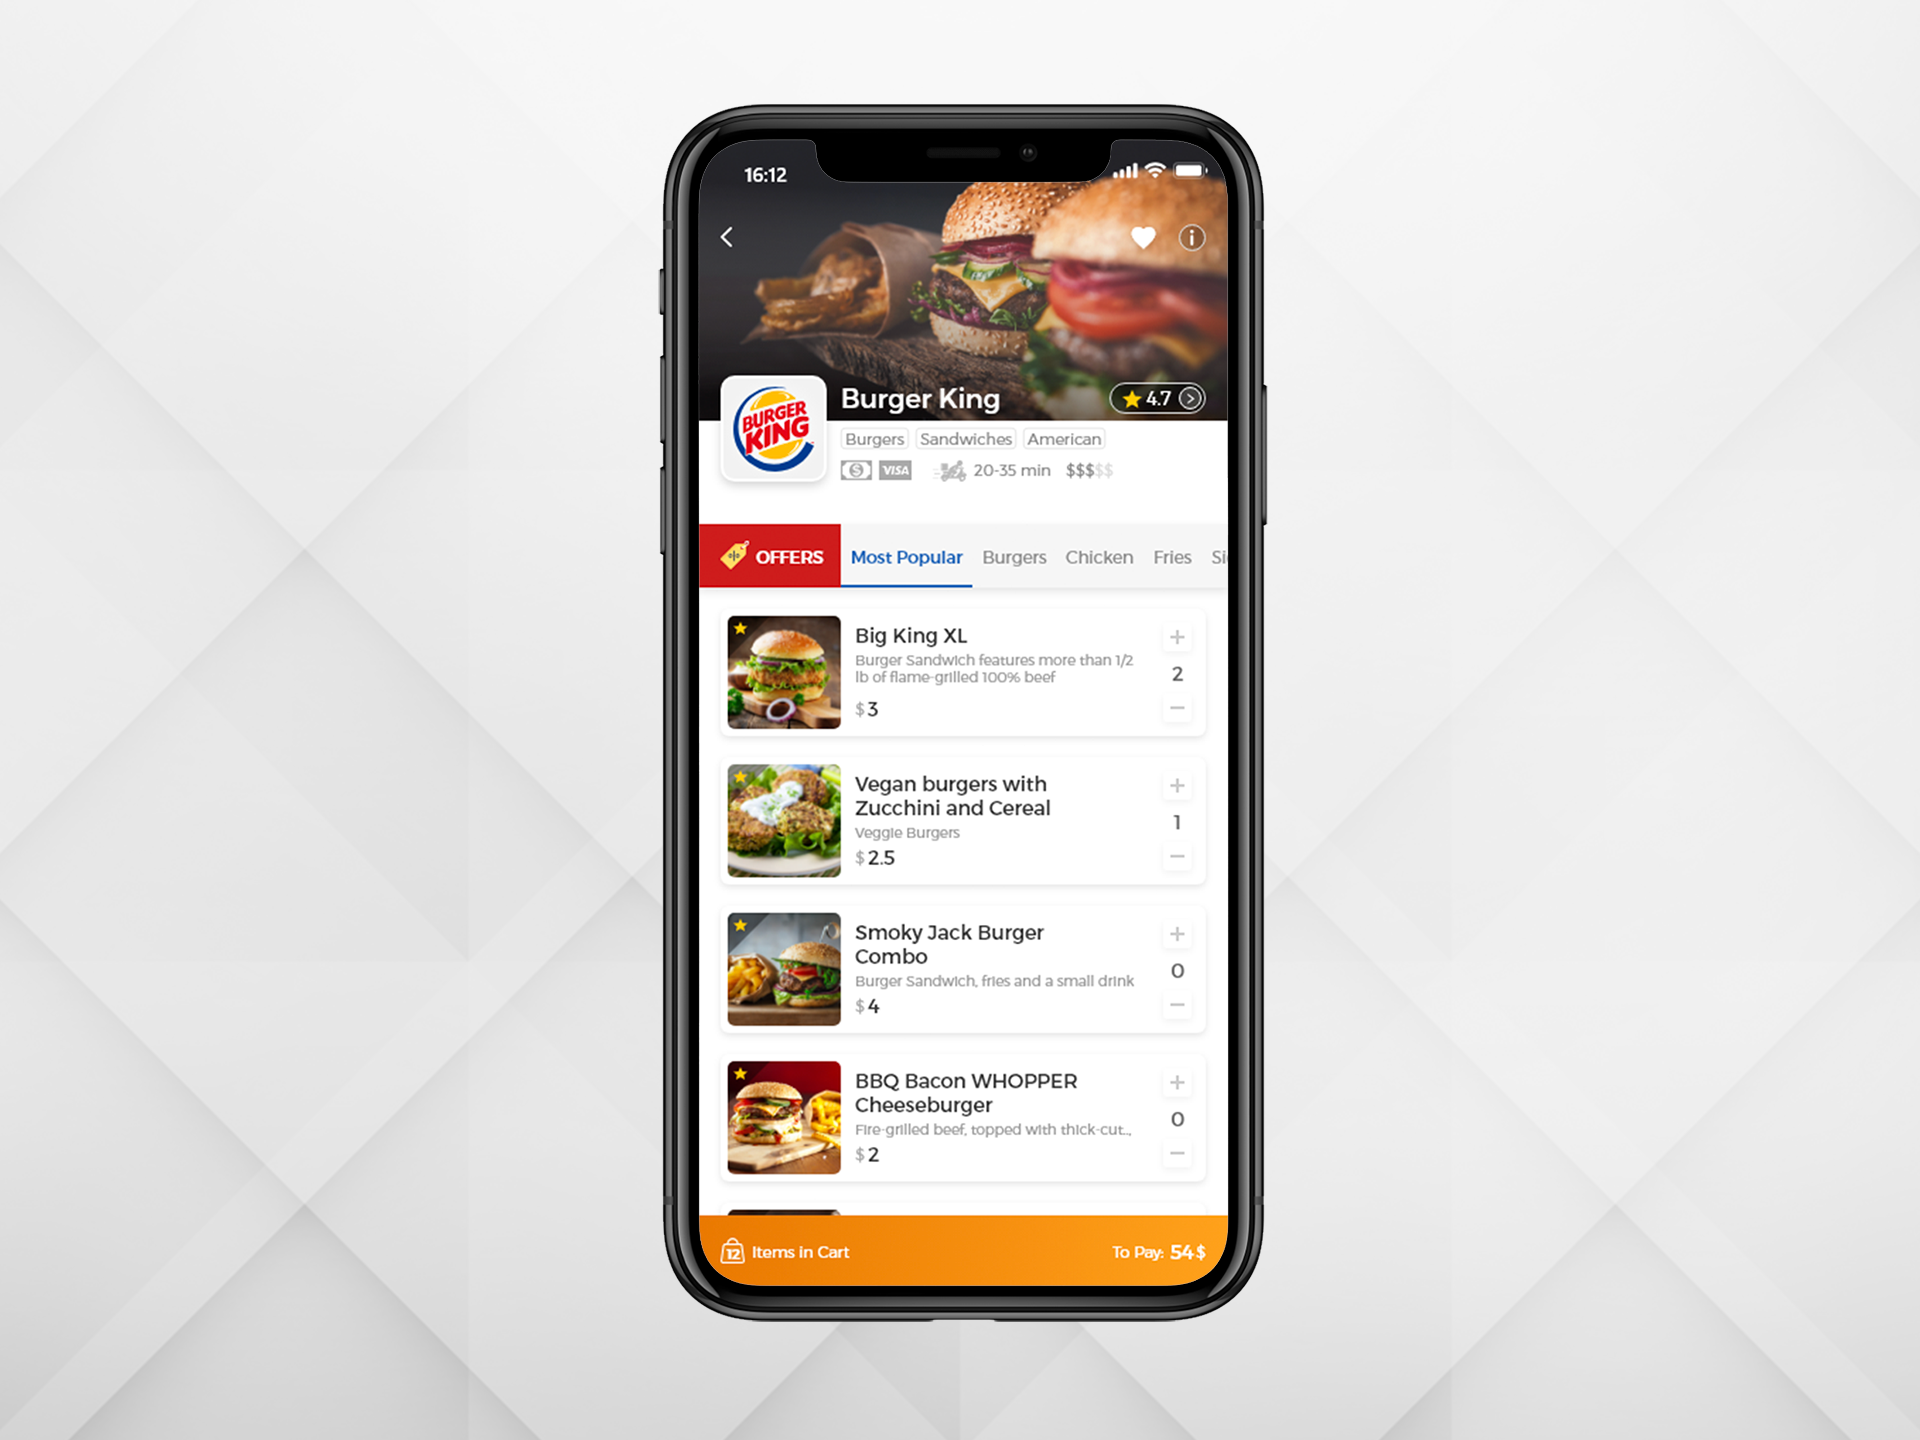 16:12
BURGER
KING
Burger King
4.7
Burgers Sandwiches American
VISA 20-35 min $$$$$
OFFERS Most Popular Burgers Chicken Fries
Big King XL
Burger Sandwich features more than 1/2
lb of flame-grilled 100% beef
$ 3
+
2
−
Vegan burgers with
Zucchini and Cereal
Veggie Burgers
$ 2.5
+
1
−
Smoky Jack Burger
Combo
Burger Sandwich, fries and a small drink
$ 4
+
0
−
BBQ Bacon WHOPPER
Cheeseburger
Fire-grilled beef, topped with thick-cut...
$ 2
+
0
−
12 Items in Cart
To Pay: 54 $